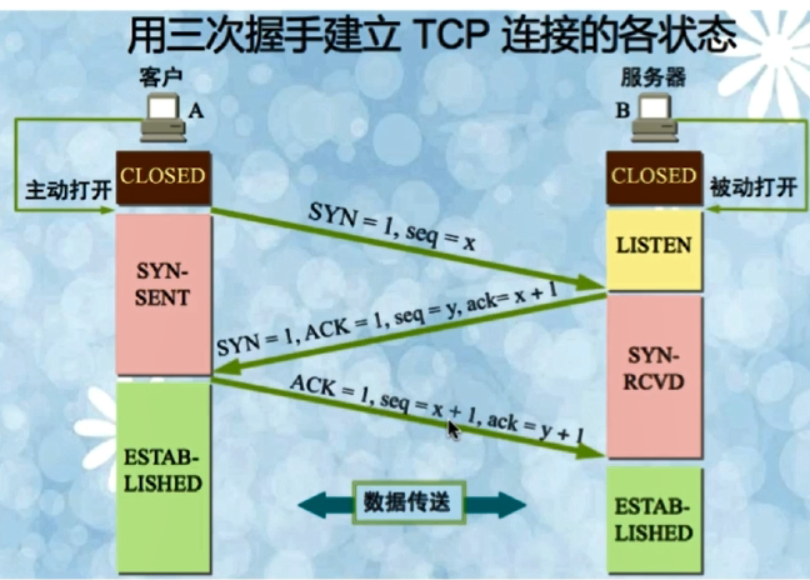 用三次握手建立 TCP 连接的各状态
客户
服务器
A
B
CLOSED
CLOSED
主动打开
被动打开
SYN = 1, seq = x
LISTEN
SYN-
SENT
SYN = 1, ACK = 1, seq = y, ack= x + 1
SYN-
RCVD
ACK = 1, seq = x + 1, ack = y + 1
ESTAB-
LISHED
数据传送
ESTAB-
LISHED